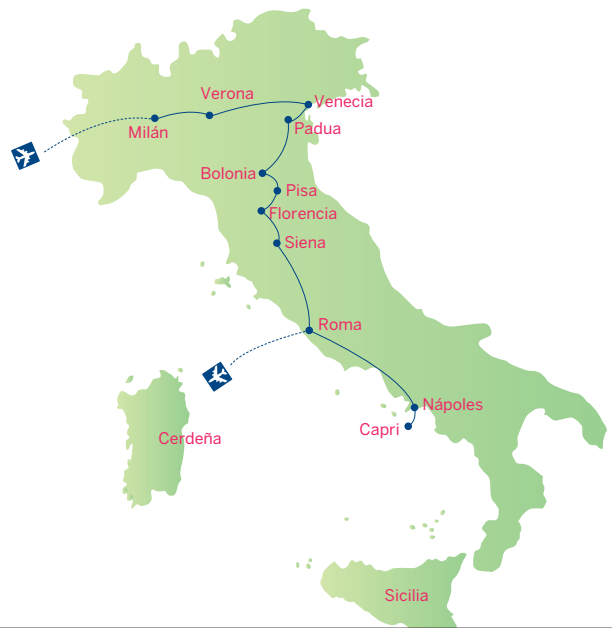 Verona
Venecia
Milán
Padua
Bolonia
Pisa
Florencia
Siena
Roma
Nápoles
Capri
Cerdeña
Sicilia